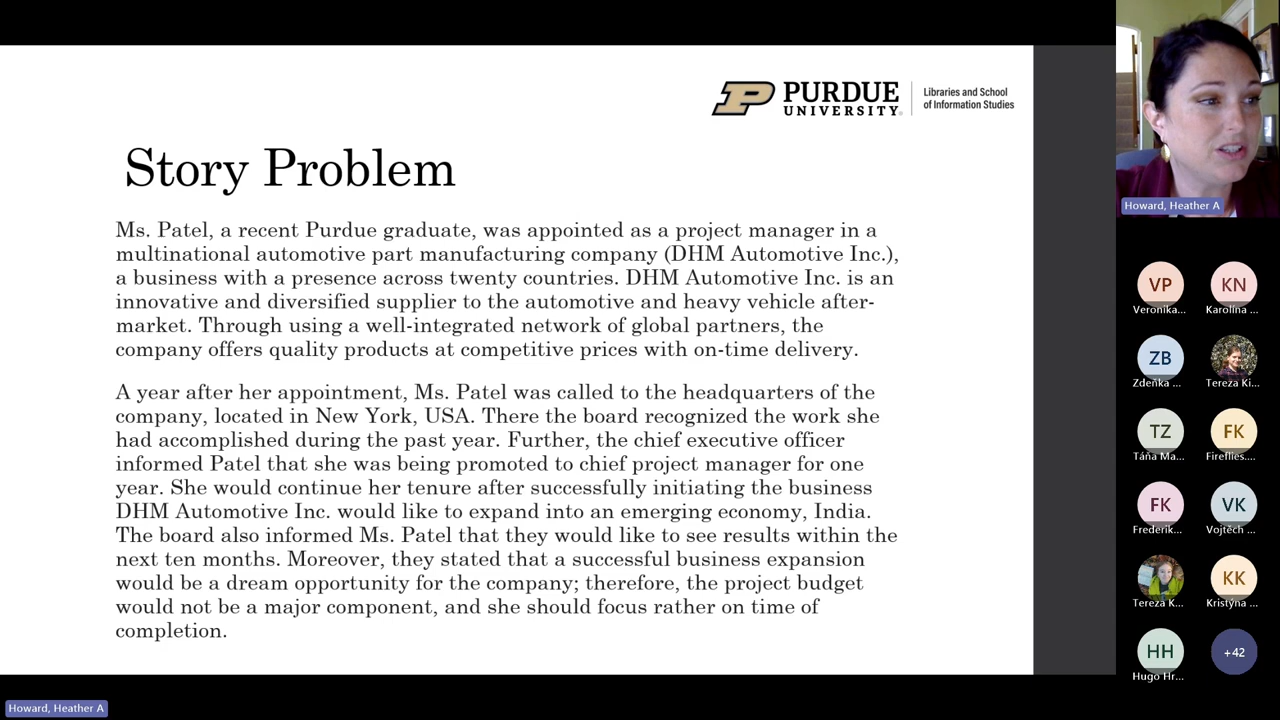 PURDUE
UNIVERSITY®
Libraries and School
of Information Studies
Story Problem
Ms. Patel, a recent Purdue graduate, was appointed as a project manager in a
multinational automotive part manufacturing company (DHM Automotive Inc.),
a business with a presence across twenty countries. DHM Automotive Inc. is an
innovative and diversified supplier to the automotive and heavy vehicle after-
market. Through using a well-integrated network of global partners, the
company offers quality products at competitive prices with on-time delivery.
A year after her appointment, Ms. Patel was called to the headquarters of the
company, located in New York, USA. There the board recognized the work she
had accomplished during the past year. Further, the chief executive officer
informed Patel that she was being promoted to chief project manager for one
year. She would continue her tenure after successfully initiating the business
DHM Automotive Inc. would like to expand into an emerging economy, India.
The board also informed Ms. Patel that they would like to see results within the
next ten months. Moreover, they stated that a successful business expansion
would be a dream opportunity for the company; therefore, the project budget
would not be a major component, and she should focus rather on time of
completion.
Howard, Heather A
VP
KN
Veronika...
Karolína ...
ZB
Zdeňka ...
Tereza Ki...
TZ
FK
Táňa Ma...
Fireflies....
FK
VK
Frederik...
Vojtěch ...
KK
Tereza K...
Kristýna ...
HH
+42
Hugo Hr...
Howard, Heather A